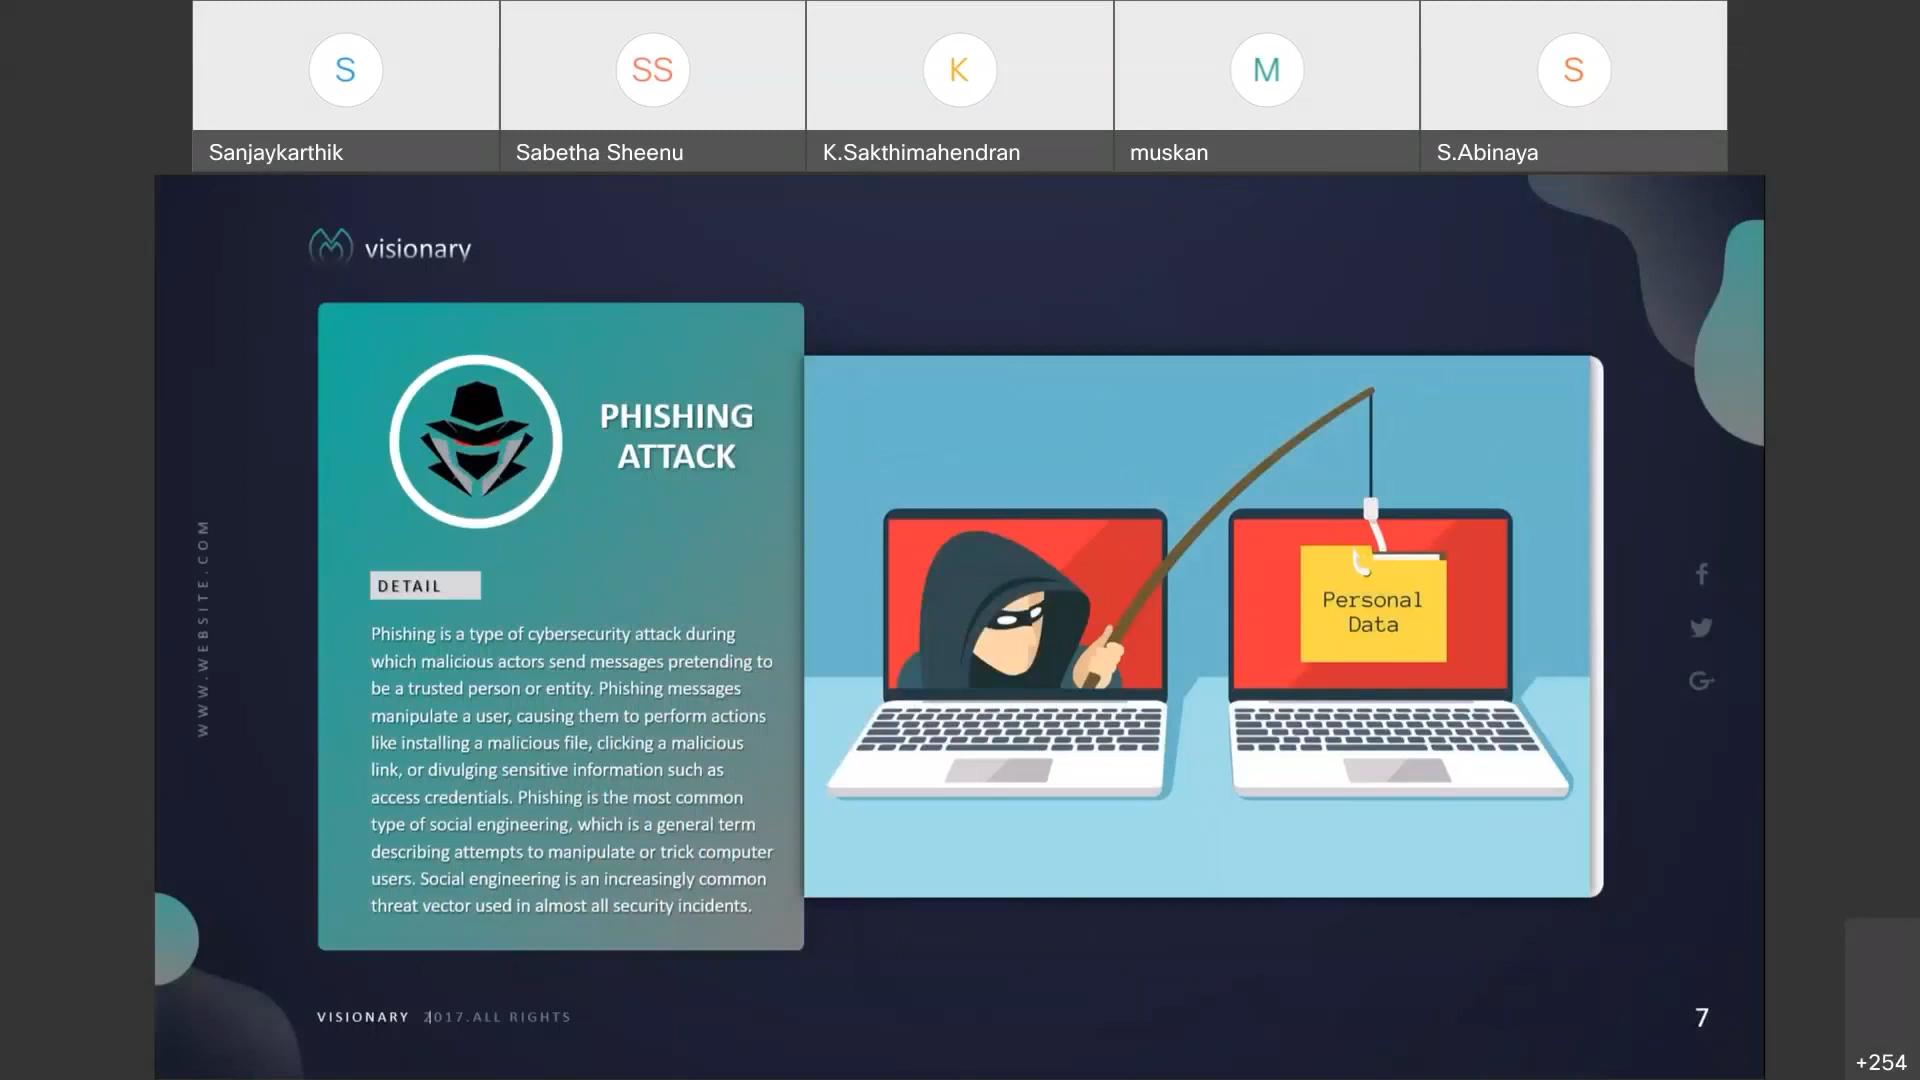 S
SS
K
M
S
Sanjaykarthik
Sabetha Sheenu
K.Sakthimahendran
muskan
S.Abinaya
visionary
PHISHING
ATTACK
DETAIL
Phishing is a type of cybersecurity attack during
which malicious actors send messages pretending to
be a trusted person or entity. Phishing messages
manipulate a user, causing them to perform actions
like installing a malicious file, clicking a malicious
link, or divulging sensitive information such as
access credentials. Phishing is the most common
type of social engineering, which is a general term
describing attempts to manipulate or trick computer
users. Social engineering is an increasingly common
threat vector used in almost all security incidents.
Personal
Data
WWW.WEBSITE.COM
VISIONARY 2017.ALL RIGHTS
7
+254